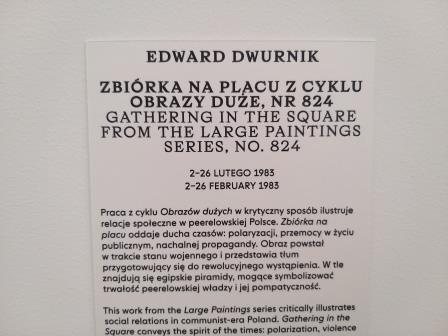 EDWARD DWURNIK
ZBIÓRKA NA PLACU Z CYKLU
OBRAZY DUŻE, NR 824
GATHERING IN THE SQUARE
FROM THE LARGE PAINTINGS
SERIES, NO. 824
2–26 LUTEGO 1983
2–26 FEBRUARY 1983
Praca z cyklu Obrazów dużych w krytyczny sposób ilustruje
relacje społeczne w peerelowskiej Polsce. Zbiórka na
placu oddaje ducha czasów: polaryzacji, przemocy w życiu
publicznym, nachalnej propagandy. Obraz powstał
w trakcie stanu wojennego i przedstawia tłum
przygotowujący się do rewolucyjnego wystąpienia. W tle
znajdują się egipskie piramidy, mogące symbolizować
trwałość peerelowskiej władzy i jej pompatyczność.
This work from the Large Paintings series critically illustrates
social relations in communist-era Poland. Gathering in the
Square conveys the spirit of the times: polarization, violence